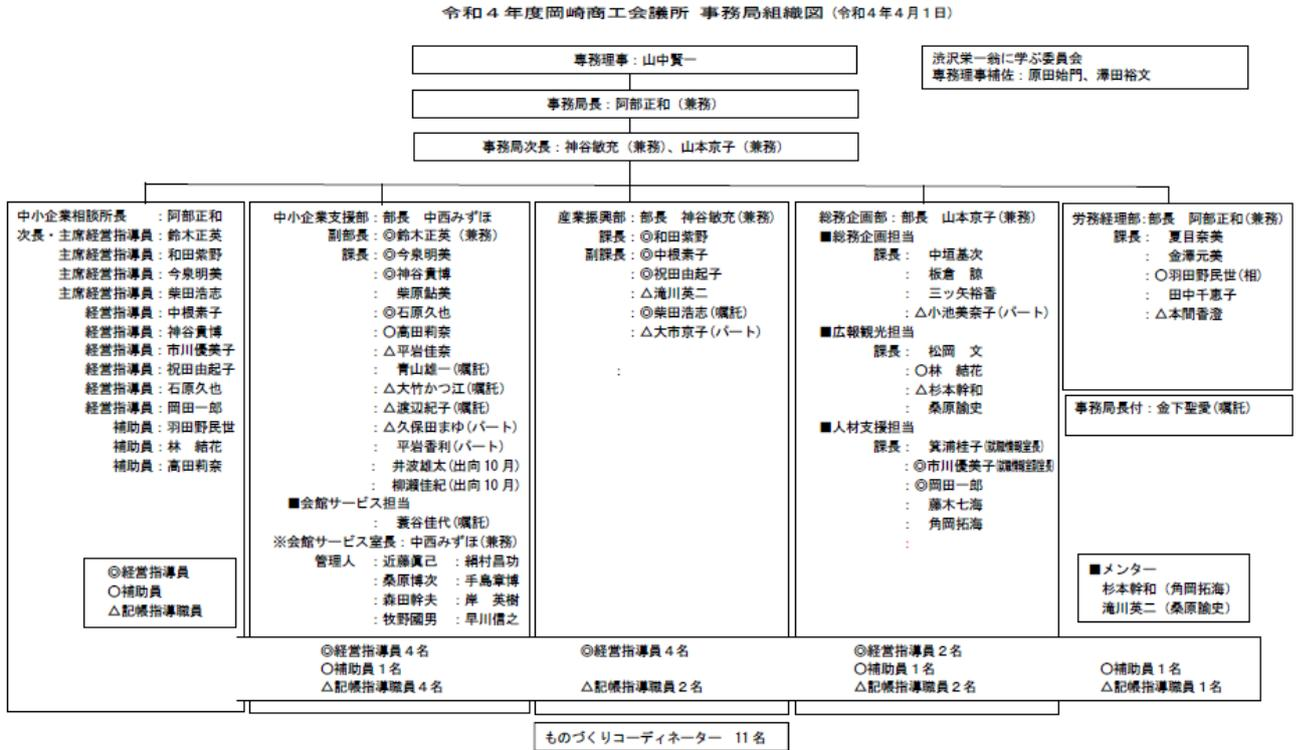 令和４年度岡崎商工会議所 事務局組織図（令和４年４月１日）
専務理事：山中賢一
渋沢栄一翁に学ぶ委員会
専務理事補佐：原田始門、澤田裕文
事務局長：阿部正和（兼務）
事務局次長：神谷敏充（兼務）、山本京子（兼務）
中小企業相談所長　：阿部正和
次長・主席経営指導員：鈴木正英
主席経営指導員：和田紫野
主席経営指導員：今泉明美
主席経営指導員：柴田浩志
経営指導員：中根素子
経営指導員：神谷貴博
経営指導員：市川優美子
経営指導員：祝田由起子
経営指導員：石原久也
経営指導員：岡田一郎
補助員：羽田野民世
補助員：林　結花
補助員：高田莉奈
◎経営指導員
○補助員
△記帳指導職員
中小企業支援部：部長　中西みずほ
副部長：◎鈴木正英（兼務）
課長：◎今泉明美
：◎神谷貴博
：　柴原鮎美
：◎石原久也
：○高田莉奈
：△平岩佳奈
：　青山雄一（嘱託）
：△大竹かつ江（嘱託）
：△渡辺紀子（嘱託）
：△久保田まゆ（パート）
：　平岩香利（パート）
：　井波雄太（出向10月）
：　柳瀬佳紀（出向10月）
■会館サービス担当
：　蓑谷佳代（嘱託）
※会館サービス室長：中西みずほ（兼務）
管理人　：近藤眞己　：絹村昌功
：桑原博次　：手島章博
：森田幹夫　：岸　英樹
：牧野國男　：早川信之
産業振興部：部長　神谷敏充（兼務）
課長：◎和田紫野
副課長：◎中根素子
：◎祝田由起子
：△滝川英二
：◎柴田浩志（嘱託）
：△大市京子（パート）
：
総務企画部：部長　山本京子（兼務）
■総務企画担当
課長：　中垣基次
：　板倉　諒
：　三ッ矢裕香
：△小池美奈子（パート）
■広報観光担当
課長：　松岡　文
：○林　結花
：△杉本幹和
：　桑原諭史
■人材支援担当
課長：　箕浦桂子（就職情報室長）
：◎市川優美子
：◎岡田一郎
：　藤木七海
：　角岡拓海
：
労務経理部：部長　阿部正和（兼務）
課長：　夏目奈美
：　金澤元美
：○羽田野民世（相）
：　田中千恵子
：△本間香澄
事務局長付：金下聖愛（嘱託）
■メンター
杉本幹和（角岡拓海）
滝川英二（桑原諭史）
◎経営指導員４名
○補助員１名
△記帳指導職員４名
◎経営指導員４名
△記帳指導職員２名
◎経営指導員２名
○補助員１名
△記帳指導職員２名
○補助員１名
△記帳指導職員１名
ものづくりコーディネーター　11名